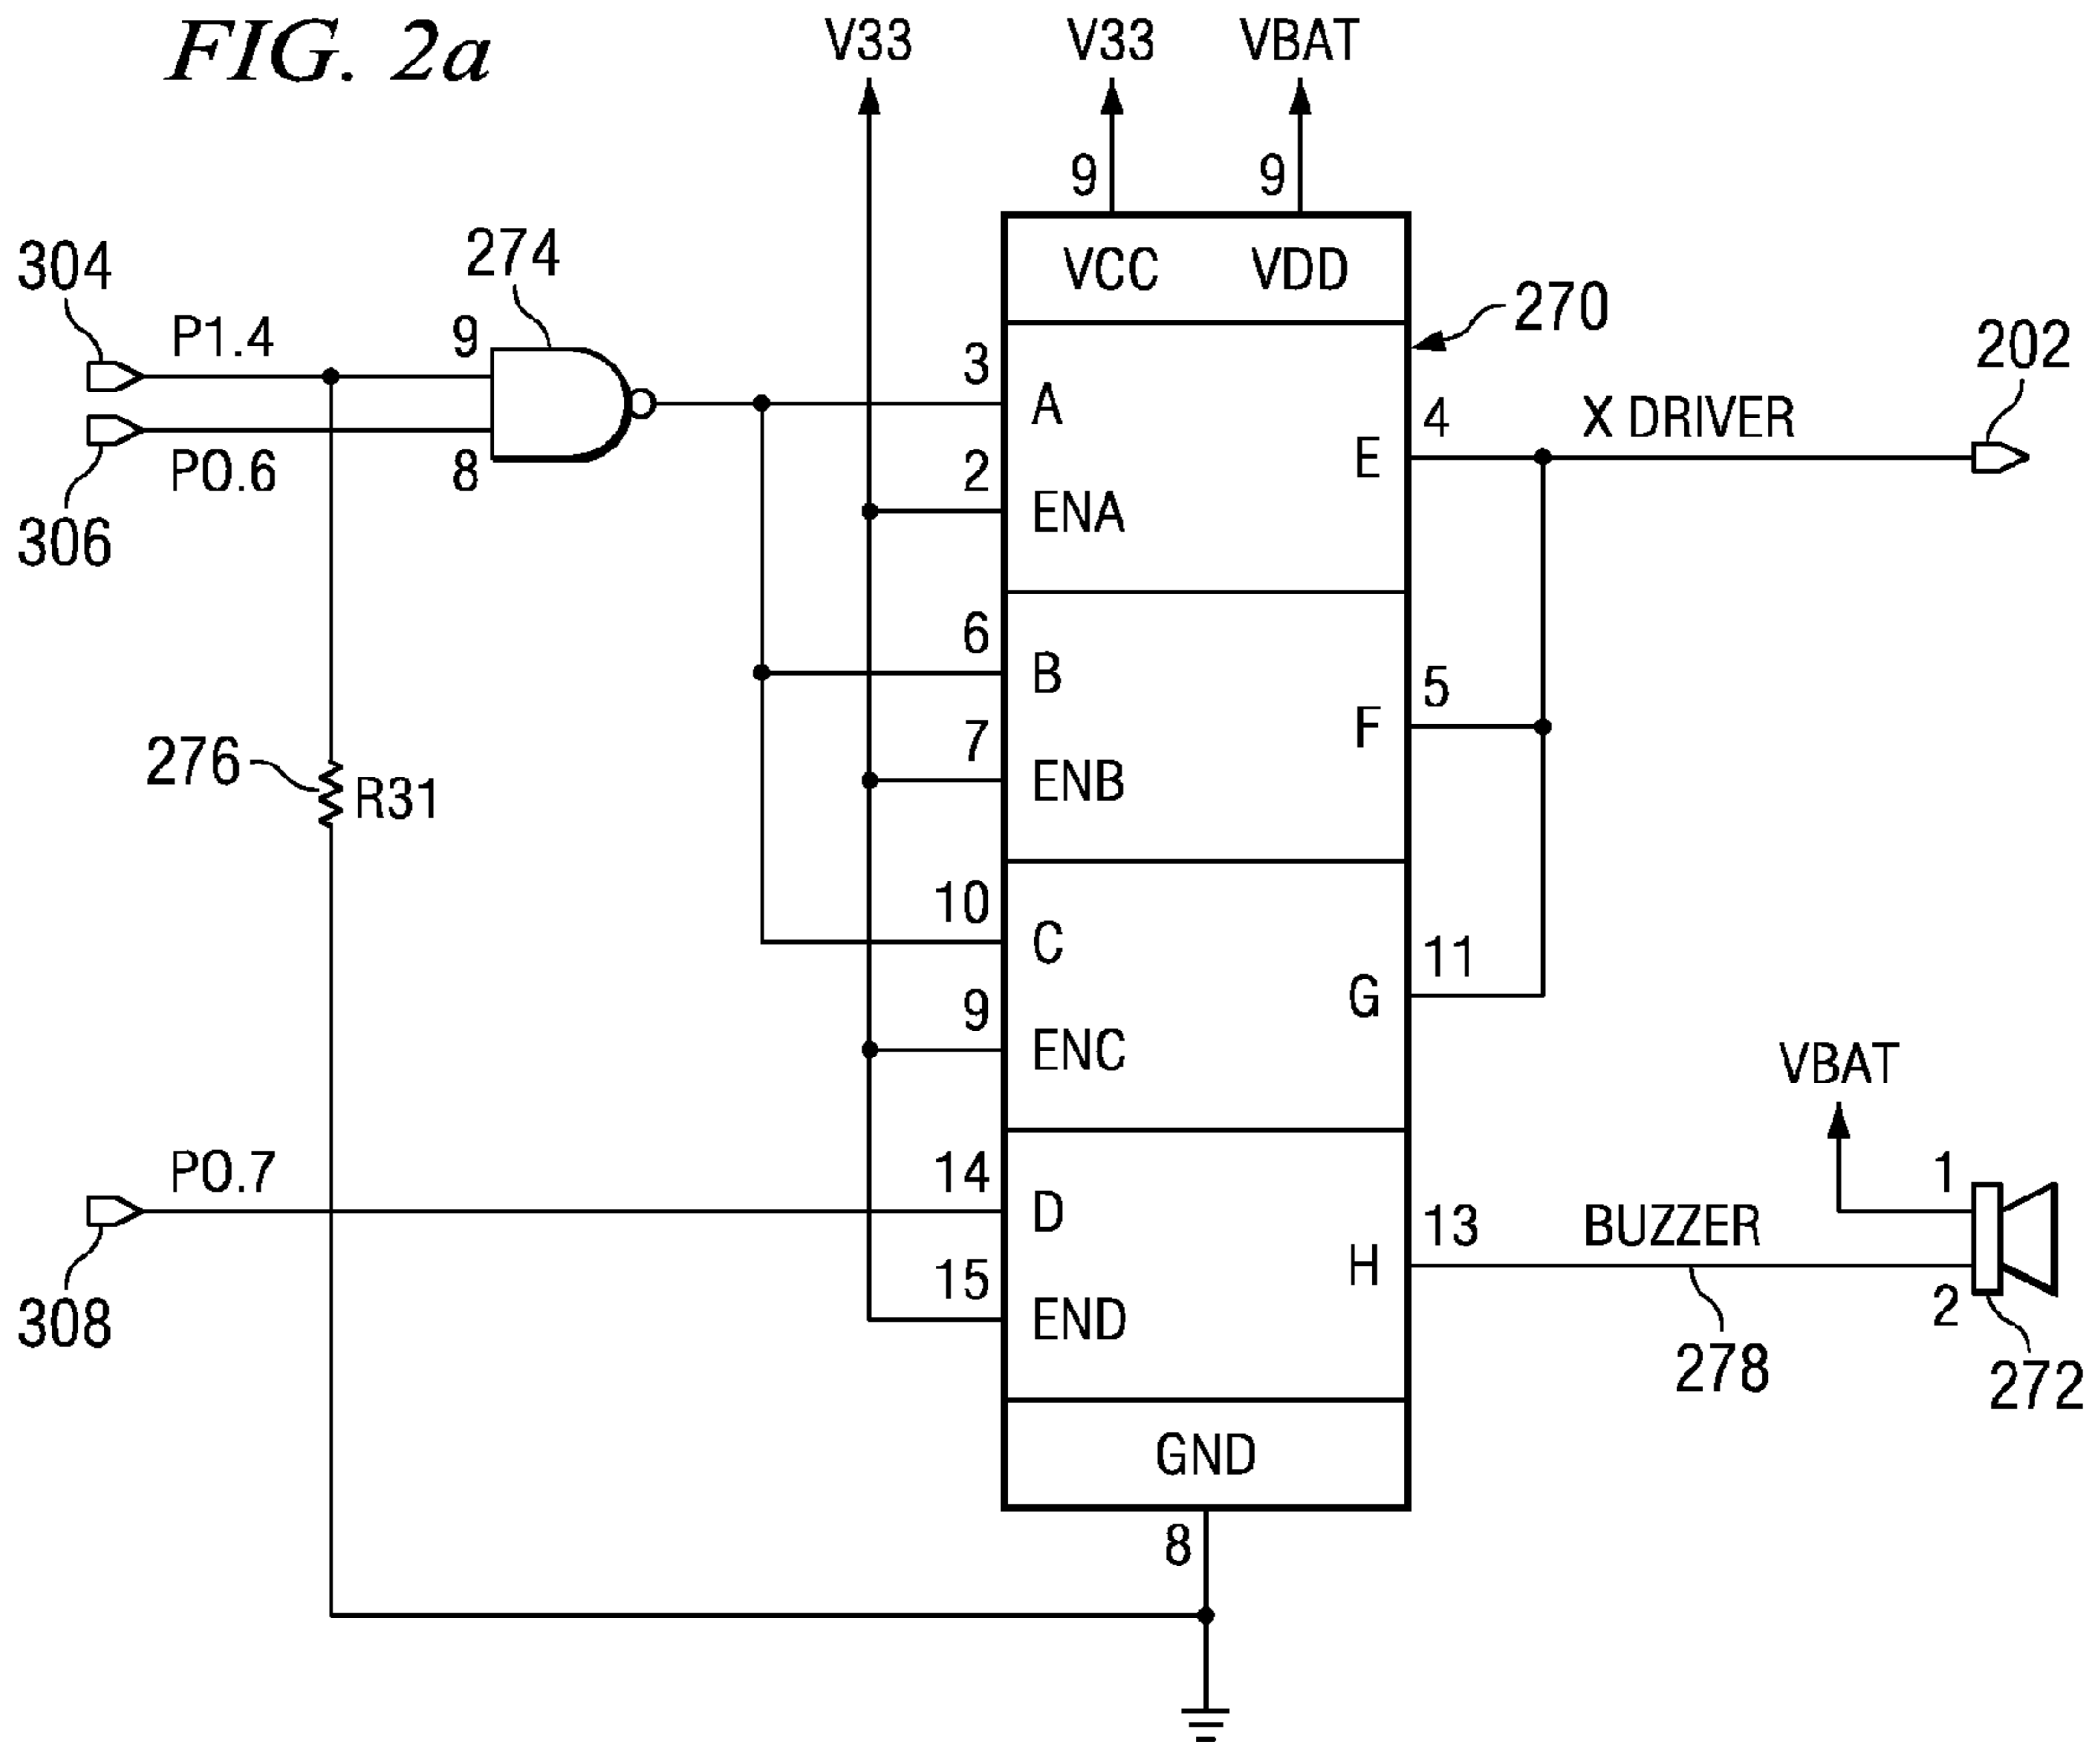 FIG. 2a
V33
V33
VBAT
9
9
VCC
VDD
304
274
270
P1.4
9
3
A
4
X DRIVER
202
E
306
P0.6
8
2
ENA
6
B
5
F
7
ENB
276
R31
10
C
11
G
9
ENC
VBAT
P0.7
14
D
13
BUZZER
1
H
308
15
END
2
278
272
GND
8